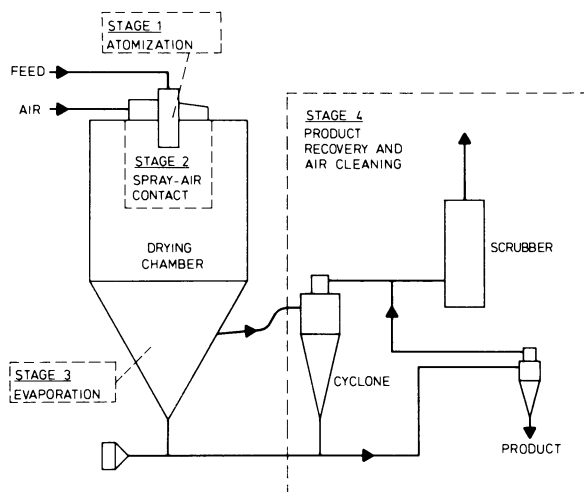 STAGE 1
ATOMIZATION
FEED
AIR
STAGE 2
SPRAY-AIR
CONTACT
DRYING
CHAMBER
STAGE 3
EVAPORATION
STAGE 4
PRODUCT
RECOVERY AND
AIR CLEANING
SCRUBBER
CYCLONE
PRODUCT